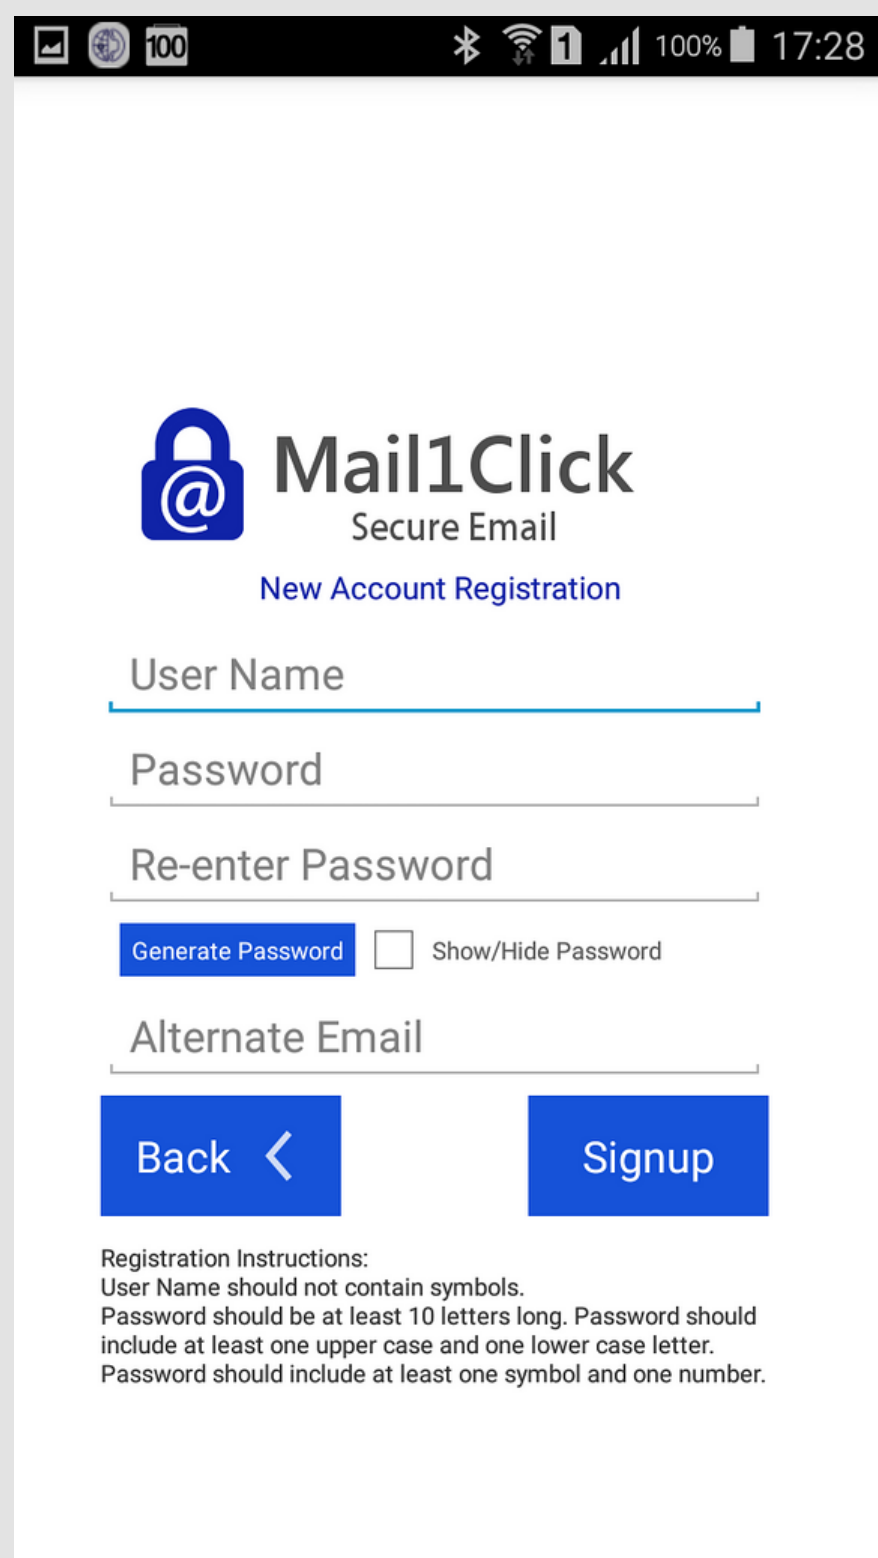 100 1 100% 17:28
@ Mail1Click
Secure Email
New Account Registration
User Name
Password
Re-enter Password
Generate Password Show/Hide Password
Alternate Email
Back Signup
Registration Instructions:
User Name should not contain symbols.
Password should be at least 10 letters long. Password should
include at least one upper case and one lower case letter.
Password should include at least one symbol and one number.